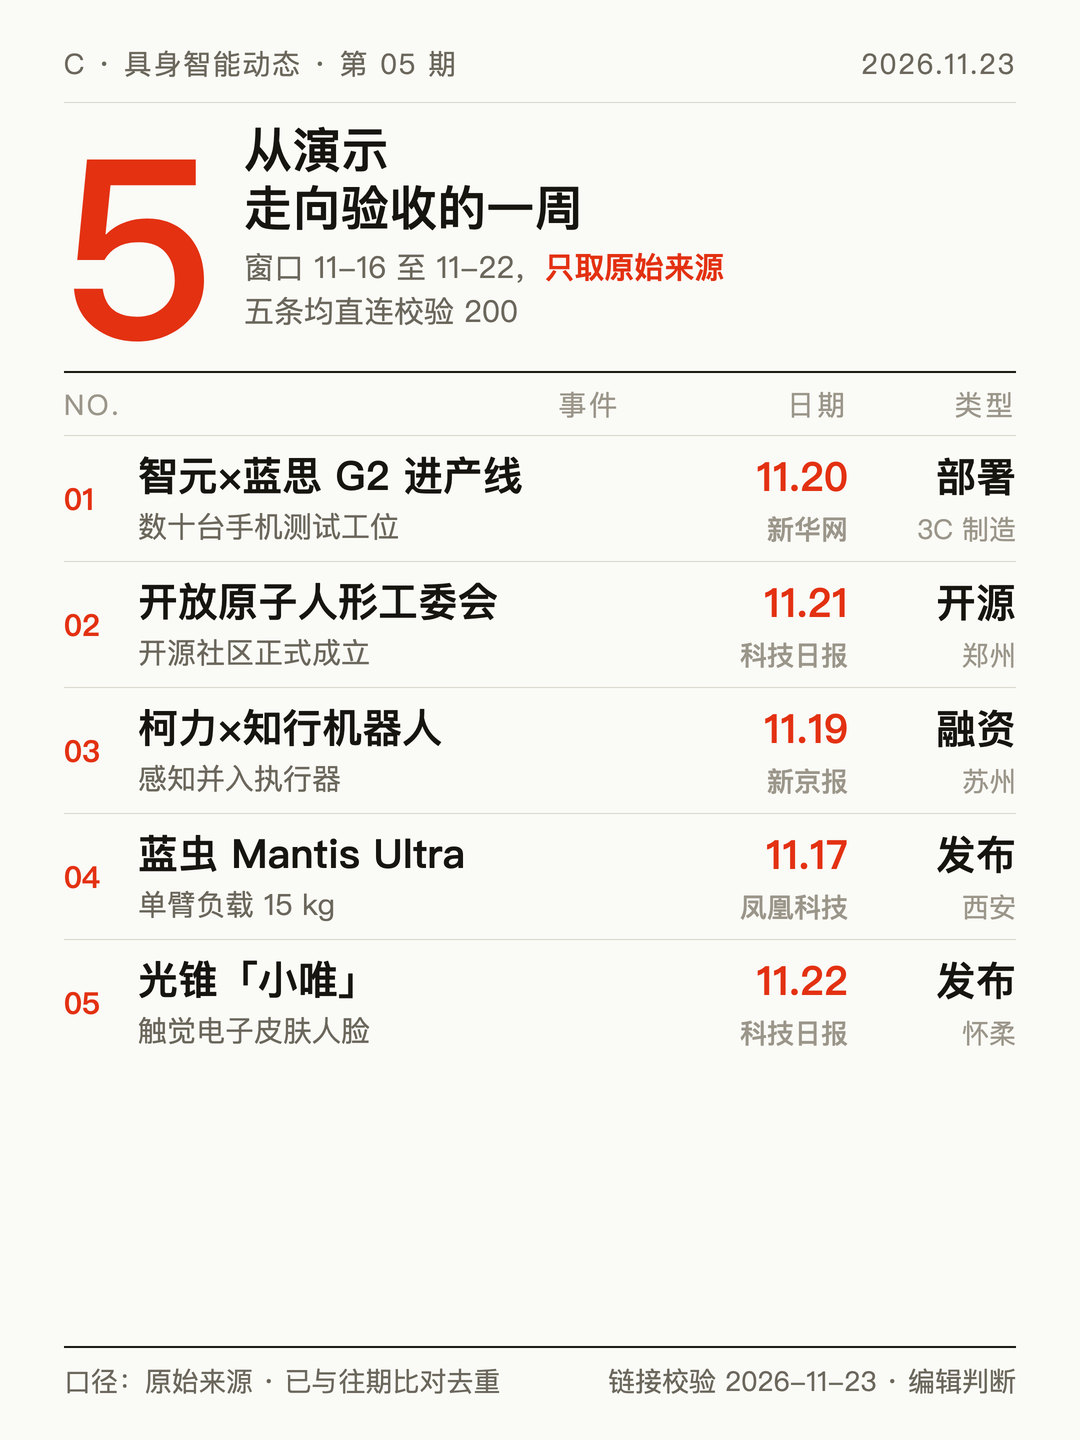 C · 具身智能动态 · 第 05 期
2026.11.23
5
从演示
走向验收的一周
窗口 11–16 至 11–22，只取原始来源
五条均直连校验 200
NO. 事件 日期 类型
01 智元×蓝思 G2 进产线 11.20 部署
数十台手机测试工位 新华网 3C 制造
02 开放原子人形工委会 11.21 开源
开源社区正式成立 科技日报 郑州
03 柯力×知行机器人 11.19 融资
感知并入执行器 新京报 苏州
04 蓝虫 Mantis Ultra 11.17 发布
单臂负载 15 kg 凤凰科技 西安
05 光锥「小唯」 11.22 发布
触觉电子皮肤人脸 科技日报 怀柔
口径：原始来源 · 已与往期比对去重
链接校验 2026–11–23 · 编辑判断